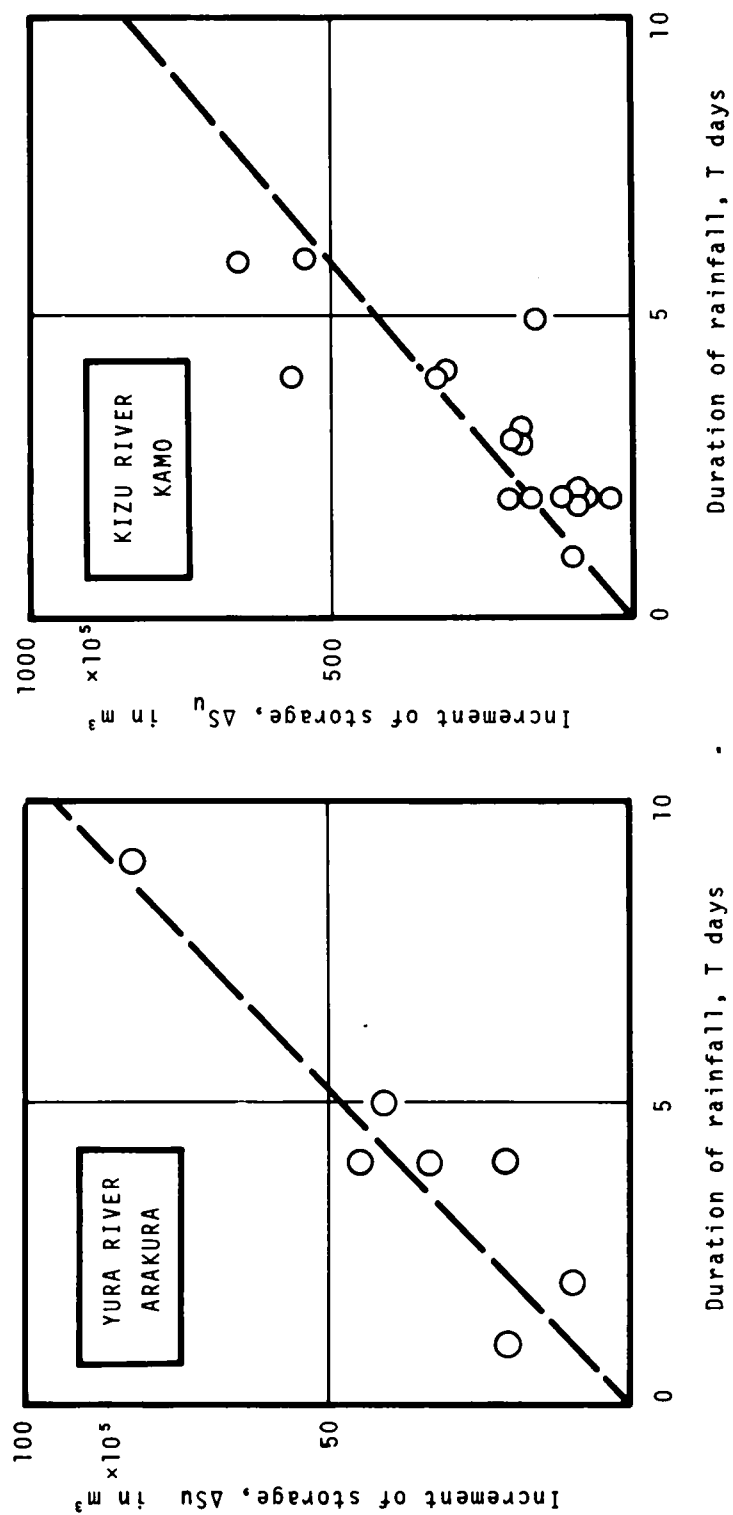 YURA RIVER
ARAKURA
100
×10⁵
50
0
5
10
Increment of storage, ΔSu in m³
Duration of rainfall, T days
KIZU RIVER
KAMO
1000
×10⁵
500
0
5
10
Increment of storage, ΔSᵤ in m³
Duration of rainfall, T days